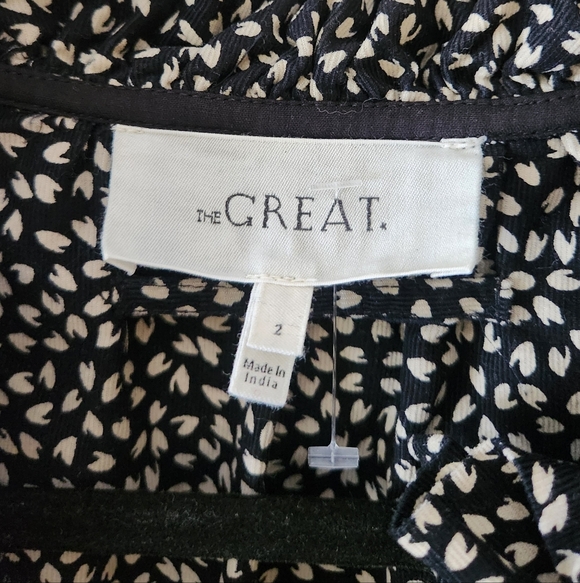 THE GREAT.
2
Made In
India